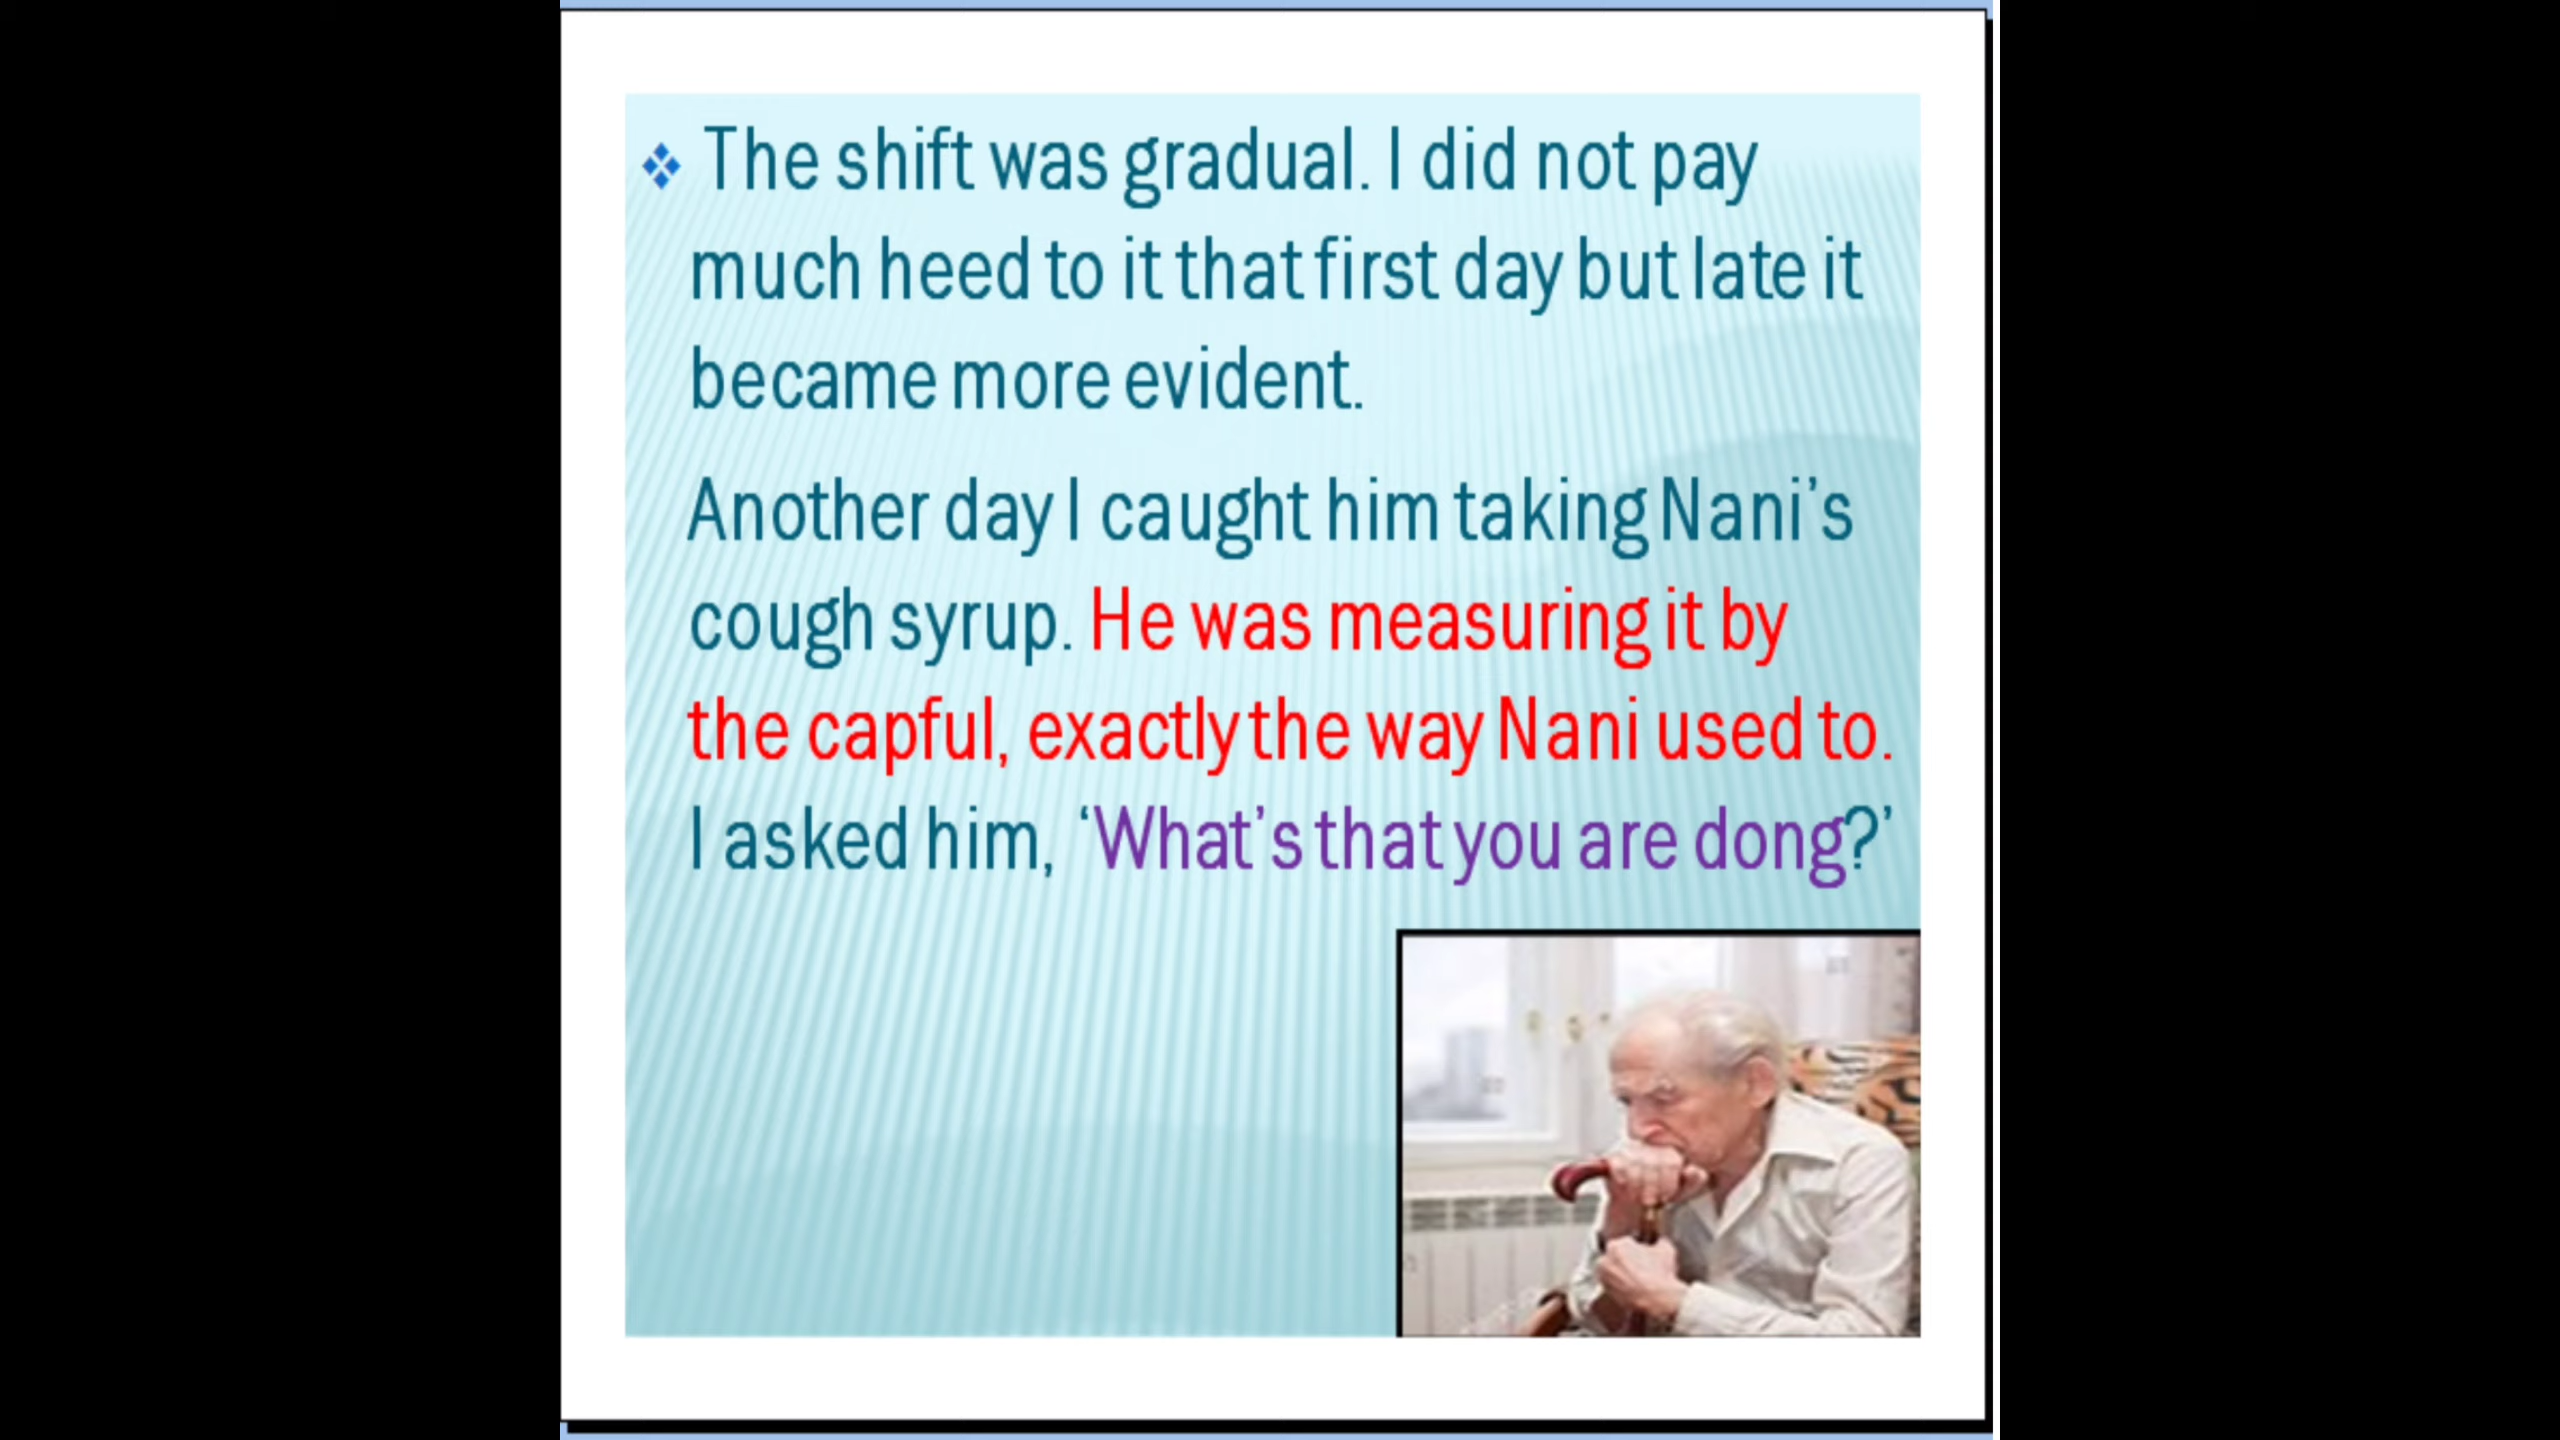 The shift was gradual. I did not pay
much heed to it that first day but late it
became more evident.
Another day I caught him taking Nani’s
cough syrup. He was measuring it by
the capful, exactly the way Nani used to.
I asked him, ‘What’s that you are dong?’